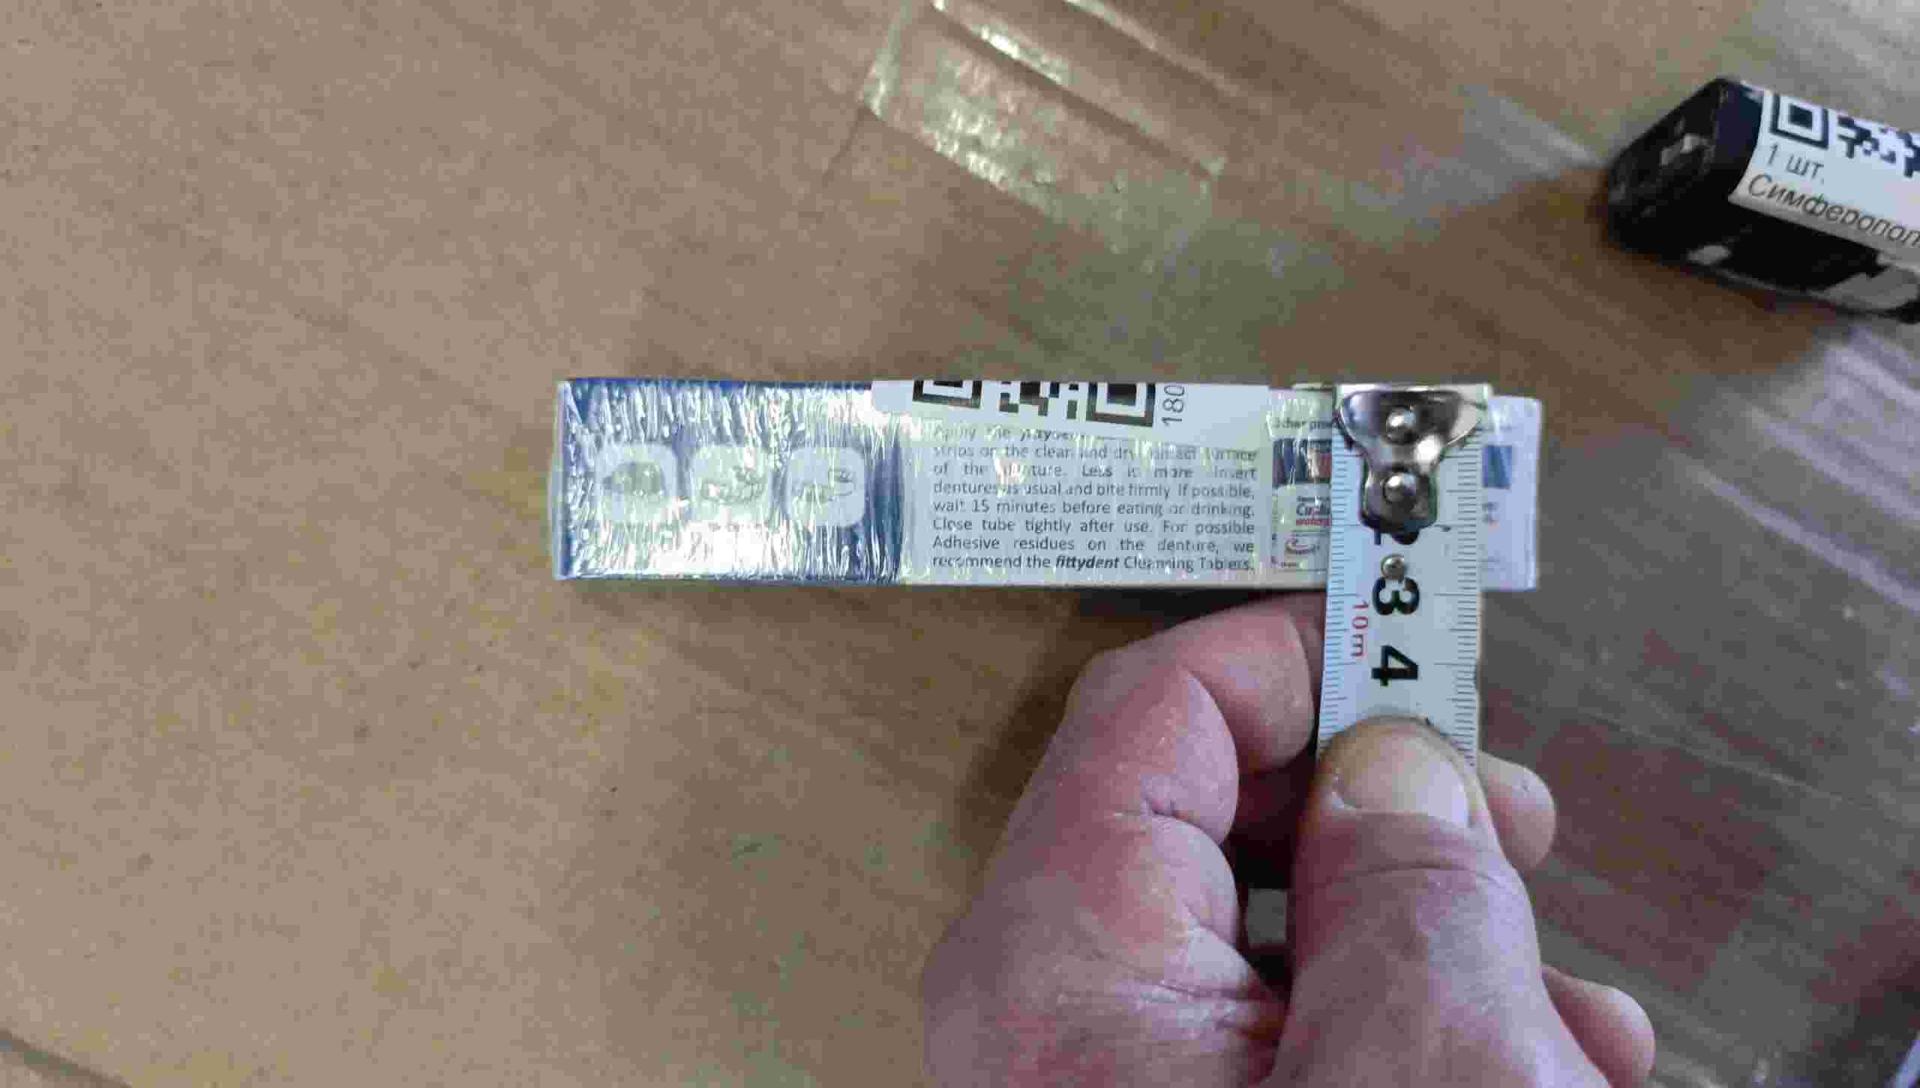 1 шт.
Симферопол
180
strips on the clean and dry
of the Less is more Insert
dentures as usual and bite firmly. If possible,
wait 15 minutes before eating or drinking.
Close tube tightly after use. For possible
Adhesive residues on the denture, we
recommend the fittydent Cleansing Tablets.
2
3
4
10m